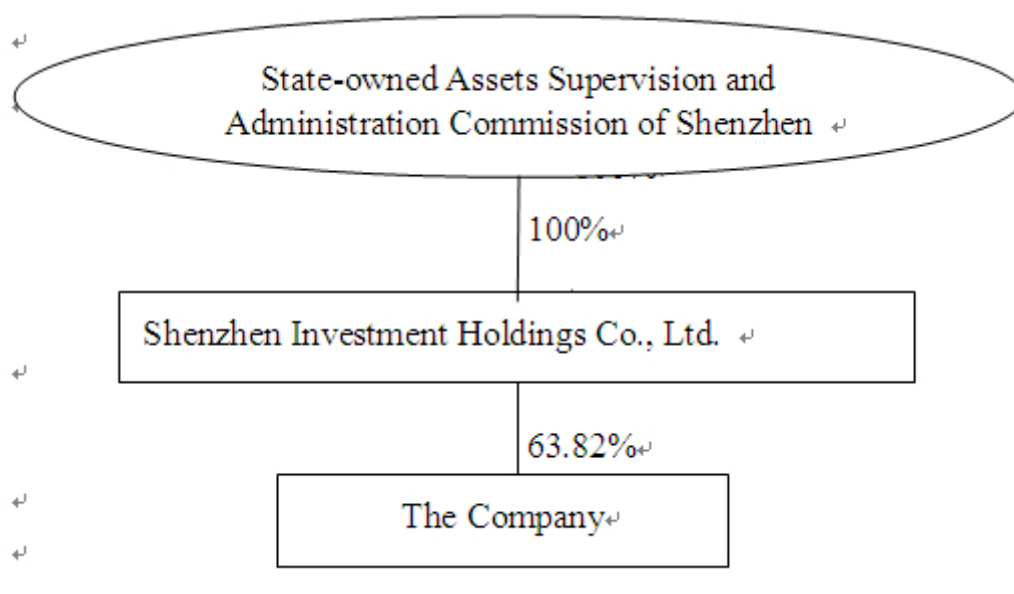 State-owned Assets Supervision and
Administration Commission of Shenzhen
100%
Shenzhen Investment Holdings Co., Ltd.
63.82%
The Company